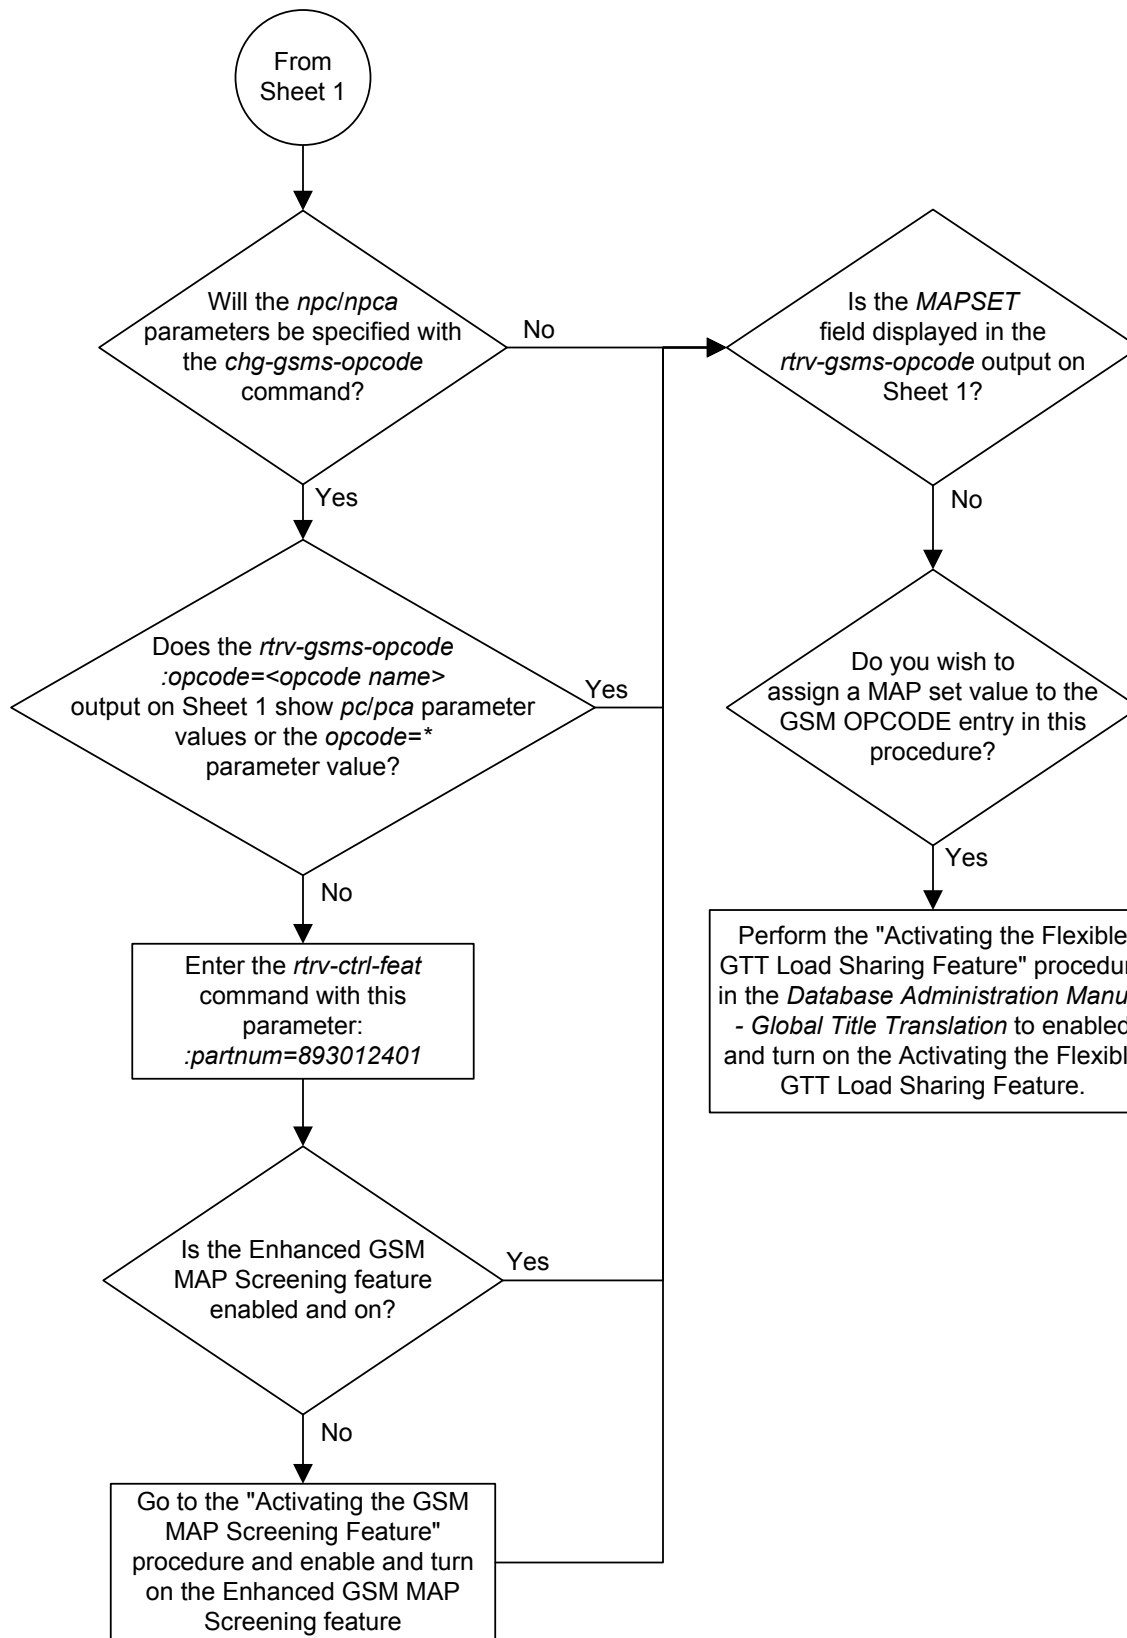 From
Sheet 1
Will the npc/npca
parameters be specified with
the chg-gsms-opcode
command?
No
Yes
Does the rtrv-gsms-opcode
:opcode=<opcode name>
output on Sheet 1 show pc/pca parameter
values or the opcode=*
parameter value?
Yes
No
Enter the rtrv-ctrl-feat
command with this
parameter:
:partnum=893012401
Is the Enhanced GSM
MAP Screening feature
enabled and on?
Yes
No
Go to the "Activating the GSM
MAP Screening Feature"
procedure and enable and turn
on the Enhanced GSM MAP
Screening feature
Is the MAPSET
field displayed in the
rtrv-gsms-opcode output on
Sheet 1?
No
Do you wish to
assign a MAP set value to the
GSM OPCODE entry in this
procedure?
Yes
Perform the "Activating the Flexible
GTT Load Sharing Feature" procedur
in the Database Administration Manu
- Global Title Translation to enabled
and turn on the Activating the Flexibl
GTT Load Sharing Feature.